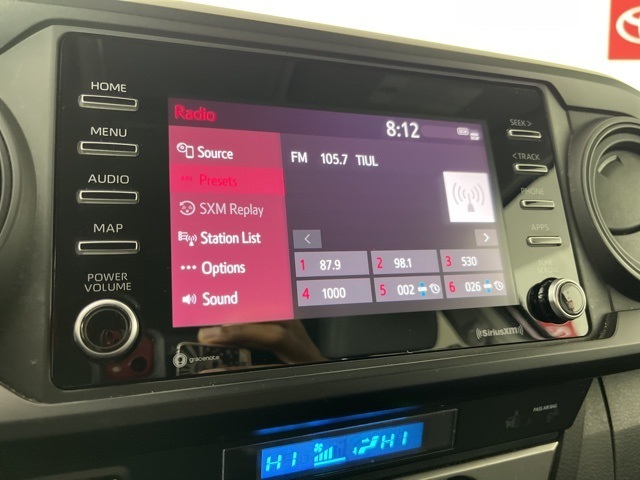 HOME
MENU
AUDIO
MAP
POWER
VOLUME
Radio
8:12
Source
Presets
SXM Replay
Station List
Options
Sound
FM 105.7 TIUL
1 87.9
2 98.1
3 530
4 1000
5 002
6 026
SEEK >
< TRACK
PHONE
APPS
TUNE
gracenote
SiriusXM
HI HI